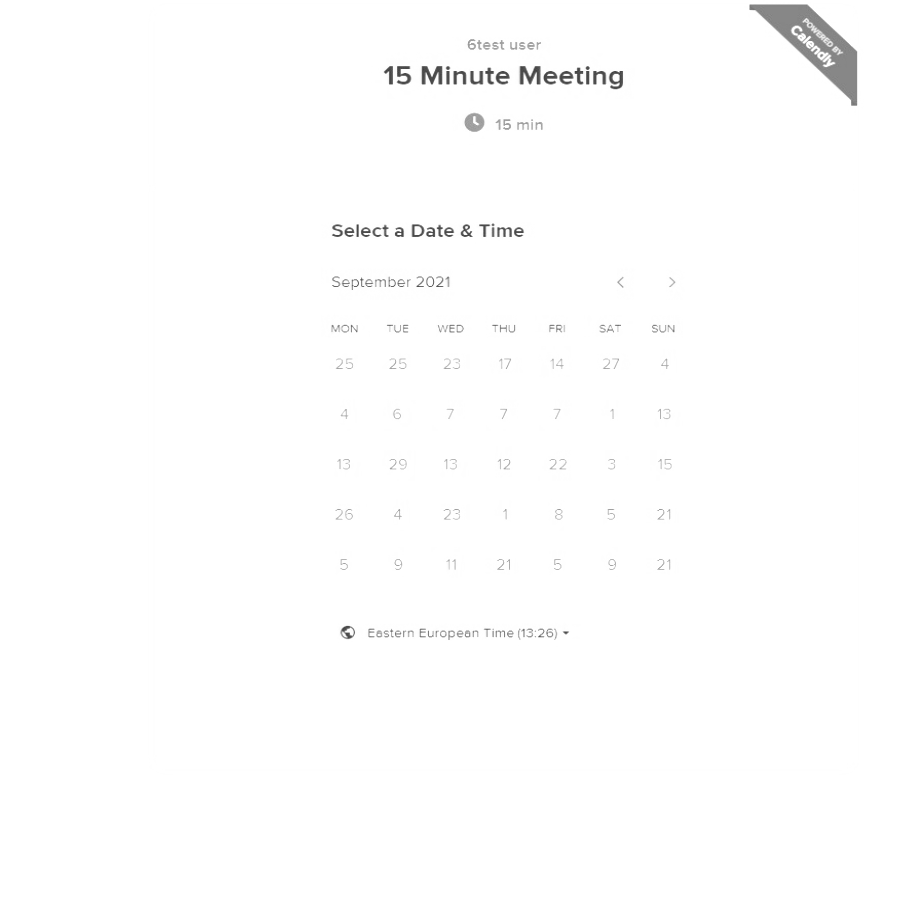 6test user
15 Minute Meeting
15 min
POWERED BY
Calendly
Select a Date & Time
September 2021
MON TUE WED THU FRI SAT SUN
25 25 23 17 14 27 4
4 6 7 7 7 1 13
13 29 13 12 22 3 15
26 4 23 1 8 5 21
5 9 11 21 5 9 21
Eastern European Time (13:26)